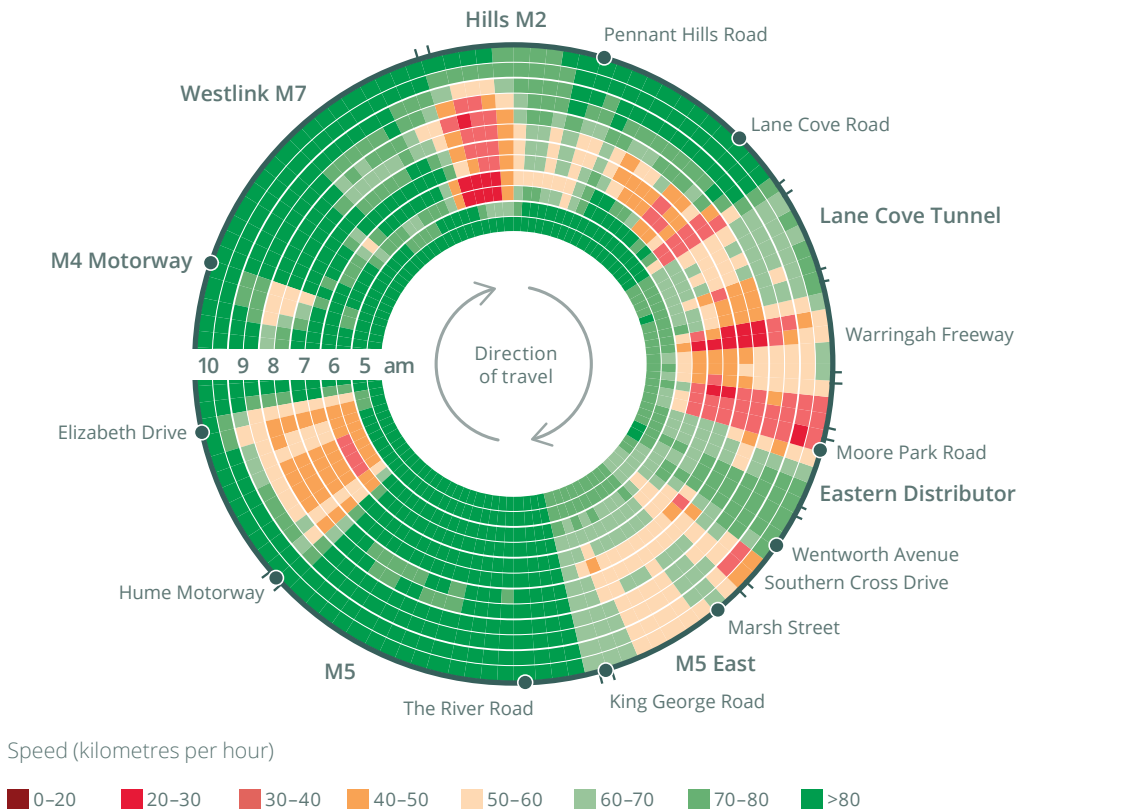 Hills M2
Pennant Hills Road
Westlink M7
Lane Cove Road
Lane Cove Tunnel
M4 Motorway
Warringah Freeway
Direction
of travel
10 9 8 7 6 5 am
Elizabeth Drive
Moore Park Road
Eastern Distributor
Wentworth Avenue
Southern Cross Drive
Hume Motorway
Marsh Street
M5 East
M5
King George Road
The River Road
Speed (kilometres per hour)
0–20 20–30 30–40 40–50 50–60 60–70 70–80 >80